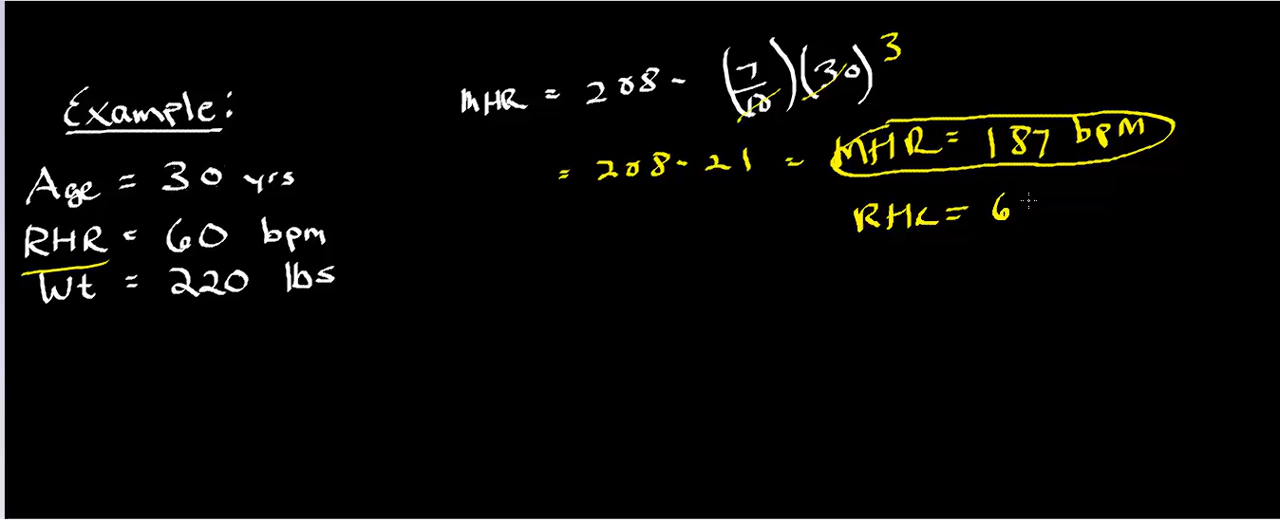 Example:
Age = 30 yrs
RHR = 60 bpm
Wt = 220 lbs
MHR = 208 - (7/10)(30) 3
= 208 - 21 = MHR = 187 bpm
RHR = 6